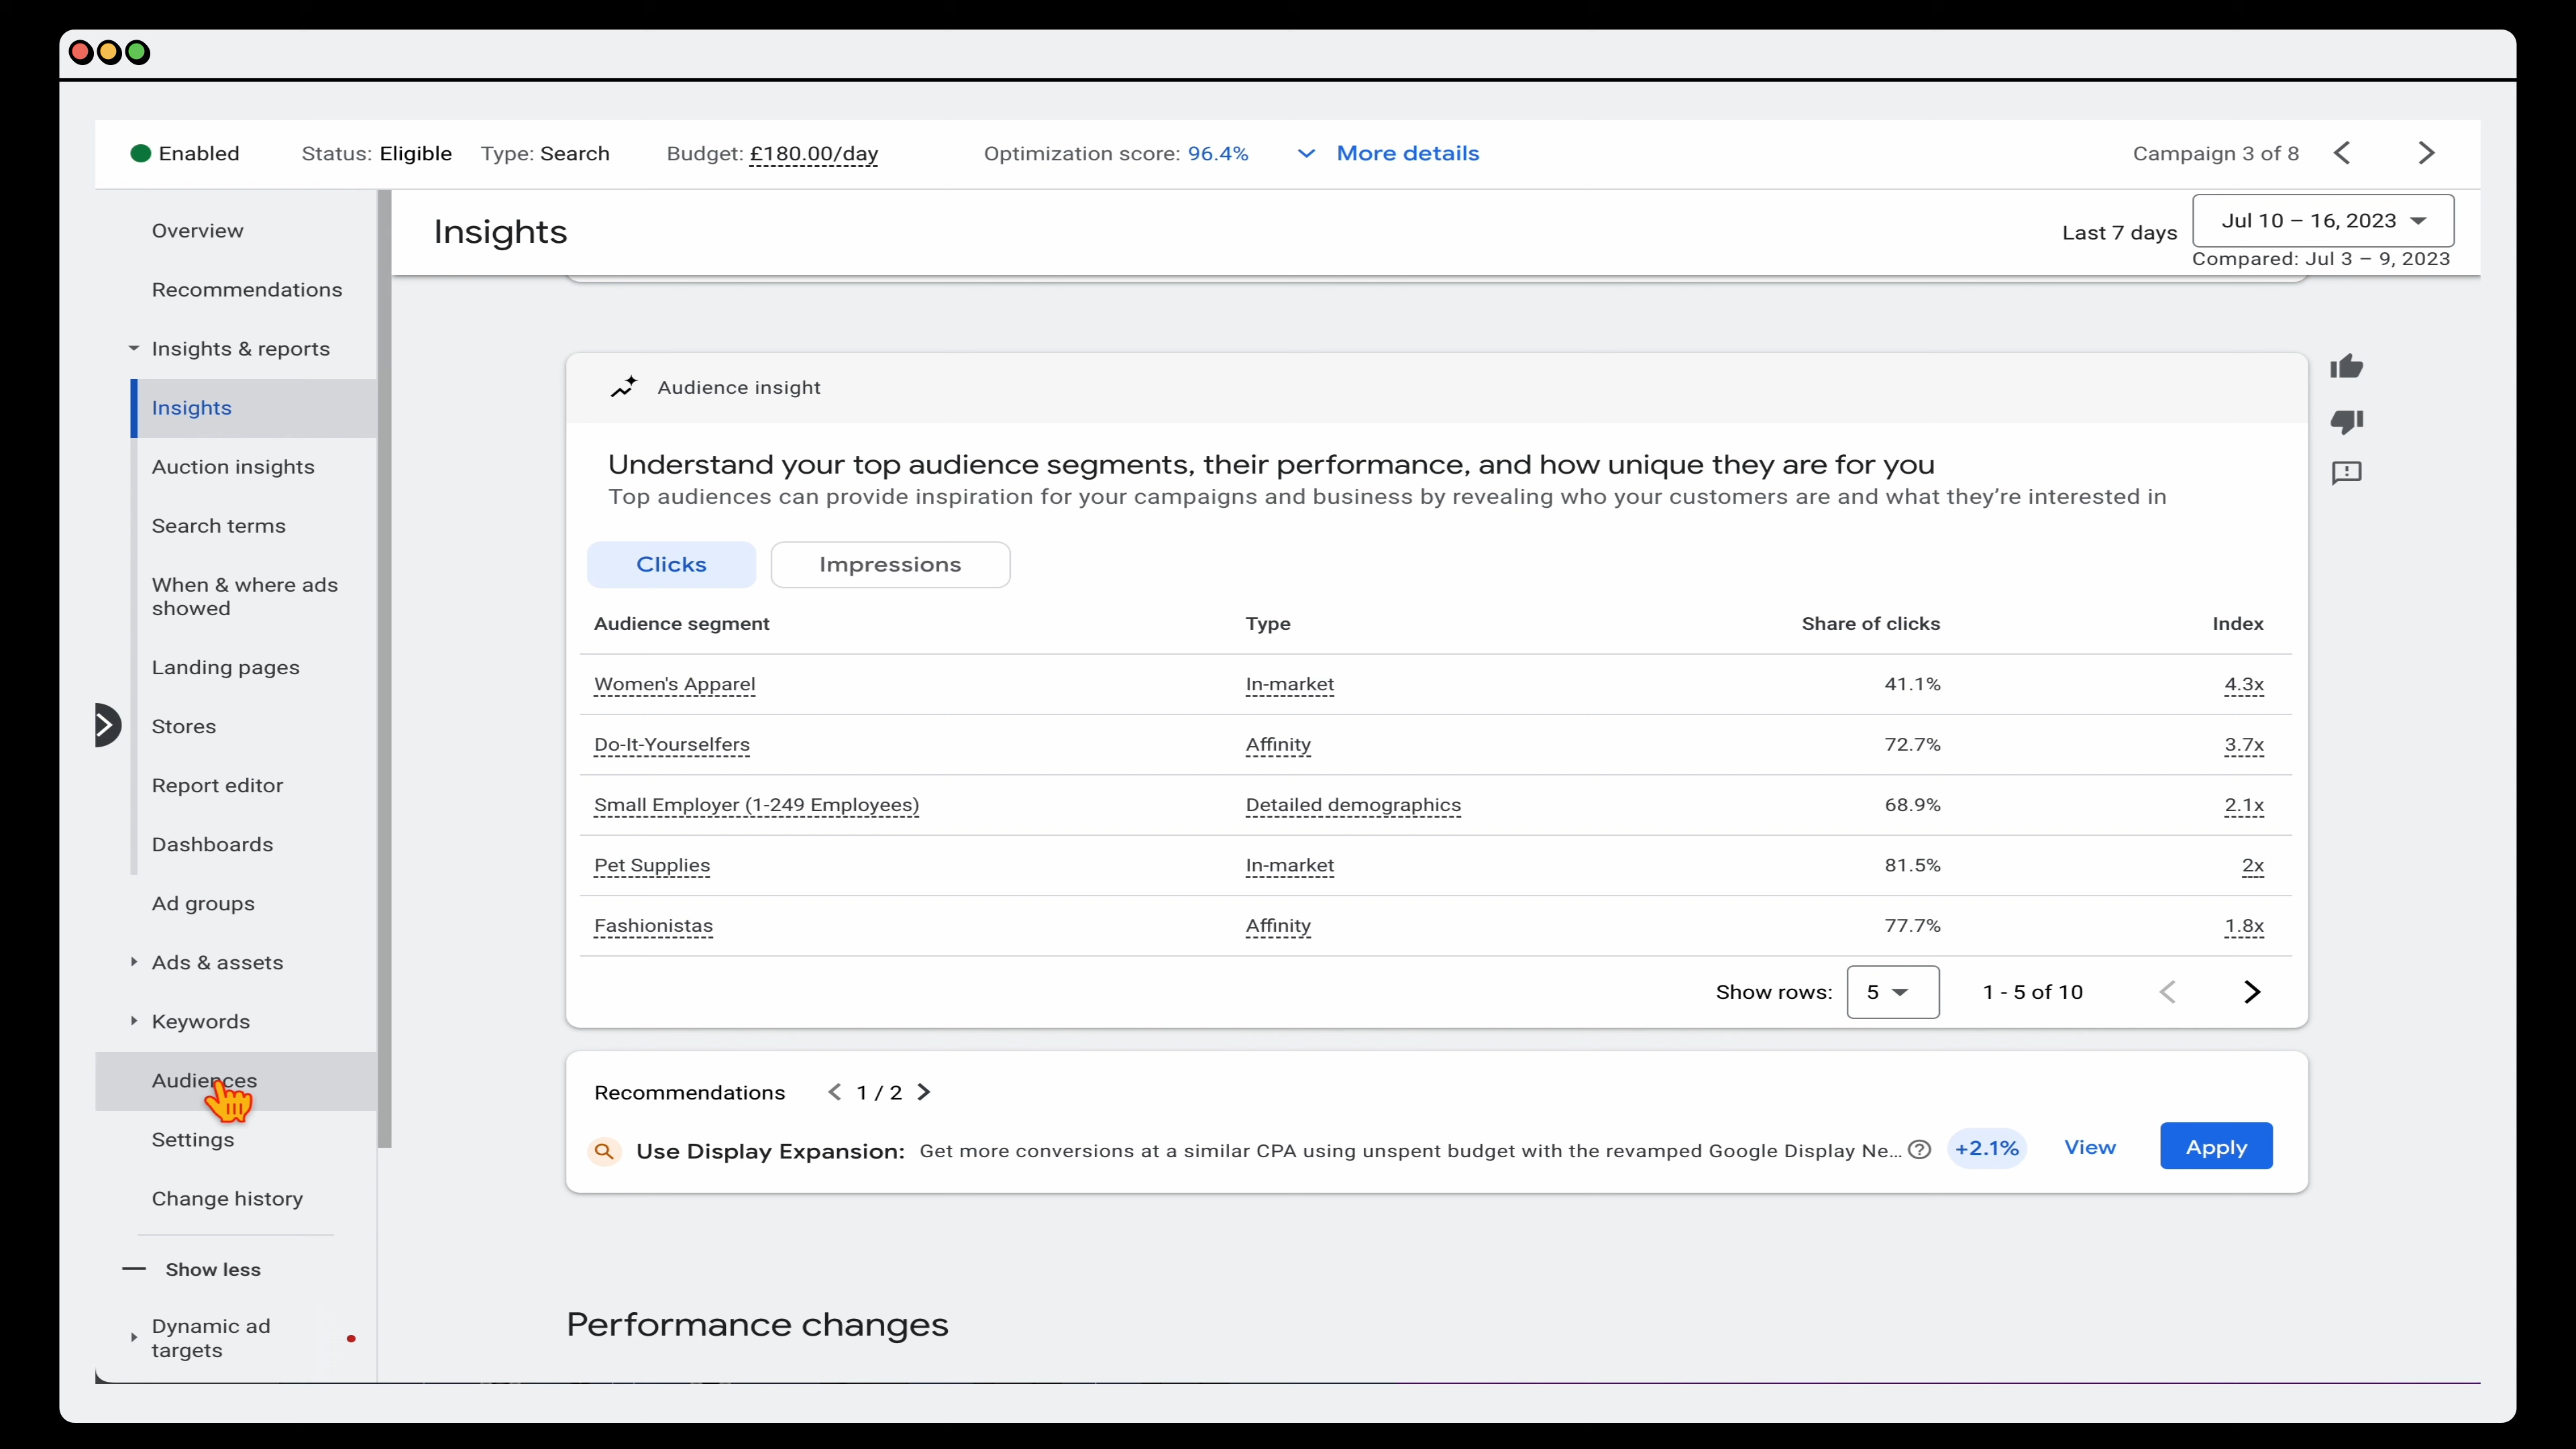 Enabled Status: Eligible Type: Search Budget: £180.00/day Optimization score: 96.4% More details Campaign 3 of 8
Overview
Recommendations
Insights & reports
Insights
Auction insights
Search terms
When & where ads
showed
Landing pages
Stores
Report editor
Dashboards
Ad groups
Ads & assets
Keywords
Audiences
Settings
Change history
Show less
Dynamic ad
targets
Insights
Last 7 days Jul 10 – 16, 2023
Compared: Jul 3 – 9, 2023
Audience insight
Understand your top audience segments, their performance, and how unique they are for you
Top audiences can provide inspiration for your campaigns and business by revealing who your customers are and what they're interested in
Clicks Impressions
Audience segment Type Share of clicks Index
Women's Apparel In-market 41.1% 4.3x
Do-It-Yourselfers Affinity 72.7% 3.7x
Small Employer (1-249 Employees) Detailed demographics 68.9% 2.1x
Pet Supplies In-market 81.5% 2x
Fashionistas Affinity 77.7% 1.8x
Show rows: 5 1 - 5 of 10
Recommendations 1 / 2
Use Display Expansion: Get more conversions at a similar CPA using unspent budget with the revamped Google Display Ne... +2.1% View Apply
Performance changes